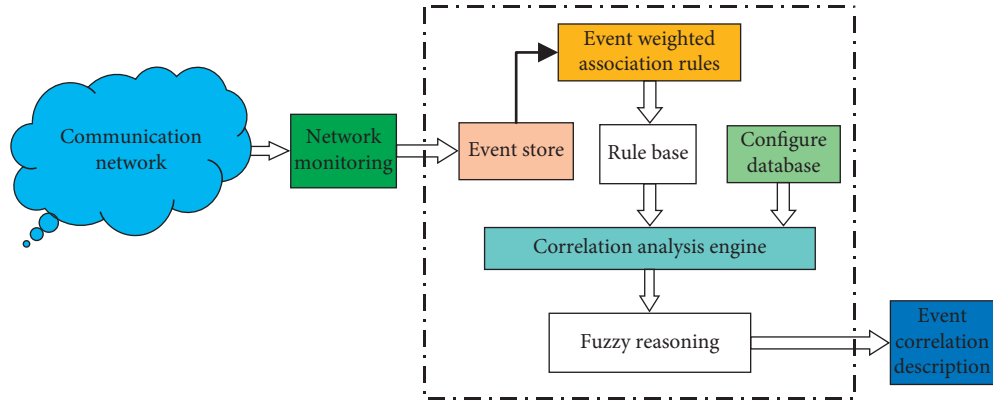 Communication
network
Network
monitoring
Event store
Event weighted
association rules
Rule base
Configure
database
Correlation analysis engine
Fuzzy reasoning
Event
correlation
description